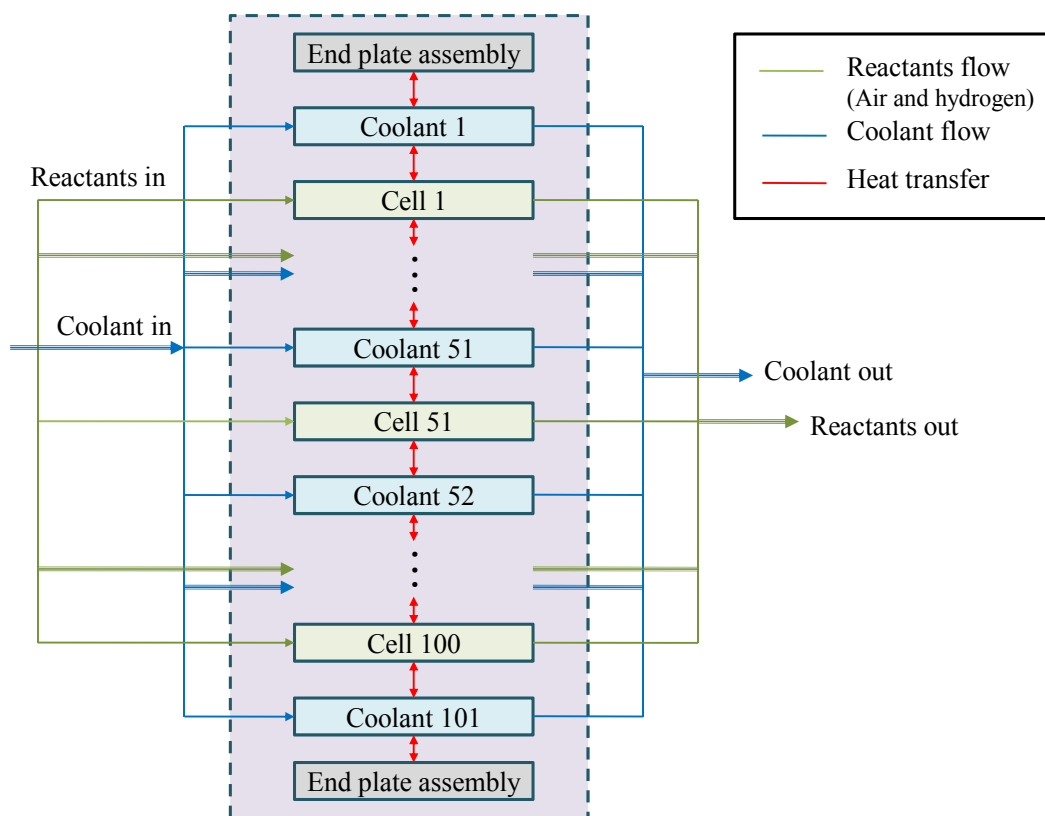 End plate assembly
Coolant 1
Reactants in
Cell 1
Coolant in
Coolant 51
Cell 51
Coolant 52
Cell 100
Coolant 101
End plate assembly
Coolant out
Reactants out
Reactants flow
(Air and hydrogen)
Coolant flow
Heat transfer